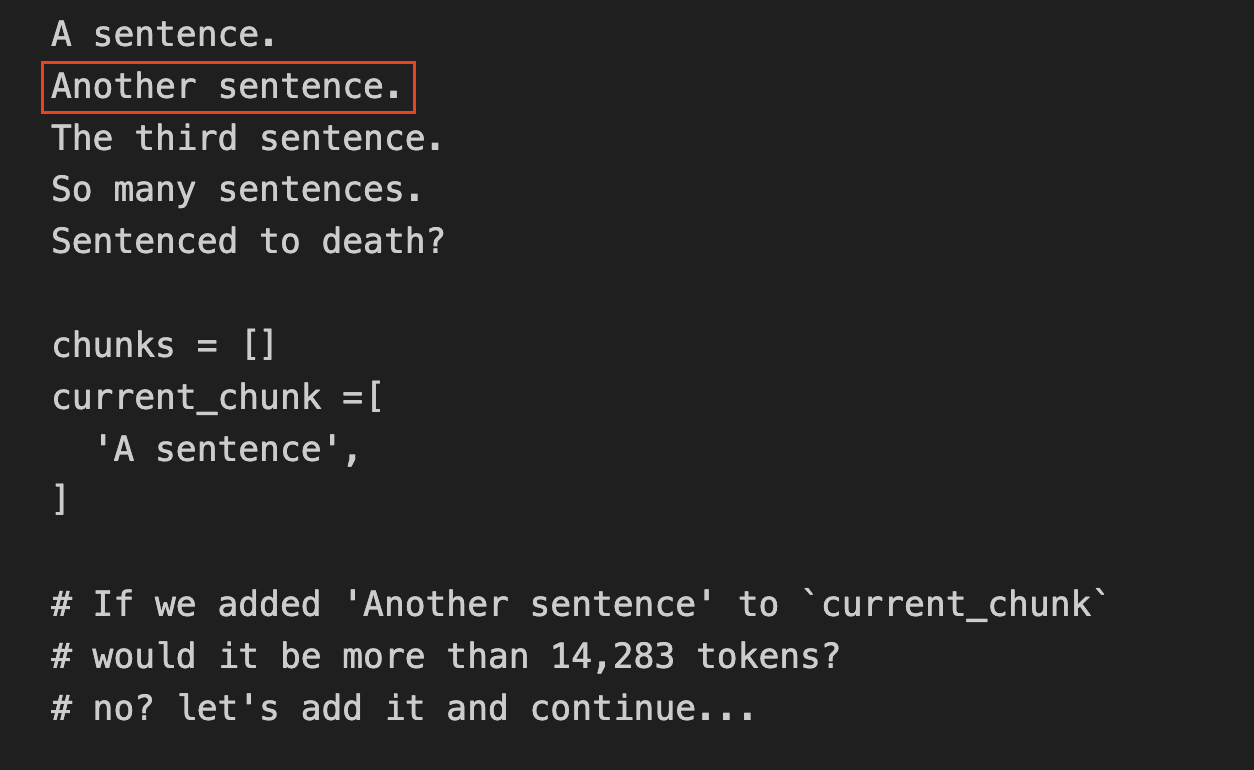 A sentence.
Another sentence.
The third sentence.
So many sentences.
Sentenced to death?
chunks = []
current_chunk =[
  'A sentence',
]
# If we added 'Another sentence' to `current_chunk`
# would it be more than 14,283 tokens?
# no? let's add it and continue...